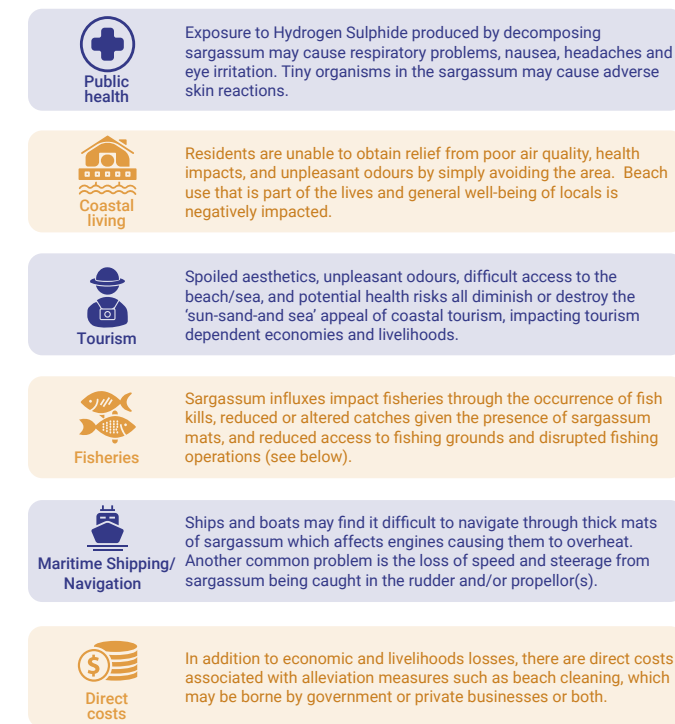 Public
health
Exposure to Hydrogen Sulphide produced by decomposing
sargassum may cause respiratory problems, nausea, headaches and
eye irritation. Tiny organisms in the sargassum may cause adverse
skin reactions.
Coastal
living
Residents are unable to obtain relief from poor air quality, health
impacts, and unpleasant odours by simply avoiding the area.  Beach
use that is part of the lives and general well-being of locals is
negatively impacted.
Tourism
Spoiled aesthetics, unpleasant odours, difficult access to the
beach/sea, and potential health risks all diminish or destroy the
‘sun-sand-and sea’ appeal of coastal tourism, impacting tourism
dependent economies and livelihoods.
Fisheries
Sargassum influxes impact fisheries through the occurrence of fish
kills, reduced or altered catches given the presence of sargassum
mats, and reduced access to fishing grounds and disrupted fishing
operations (see below).
Maritime Shipping/
Navigation
Ships and boats may find it difficult to navigate through thick mats
of sargassum which affects engines causing them to overheat.
Another common problem is the loss of speed and steerage from
sargassum being caught in the rudder and/or propellor(s).
$
Direct
costs
In addition to economic and livelihoods losses, there are direct costs
associated with alleviation measures such as beach cleaning, which
may be borne by government or private businesses or both.